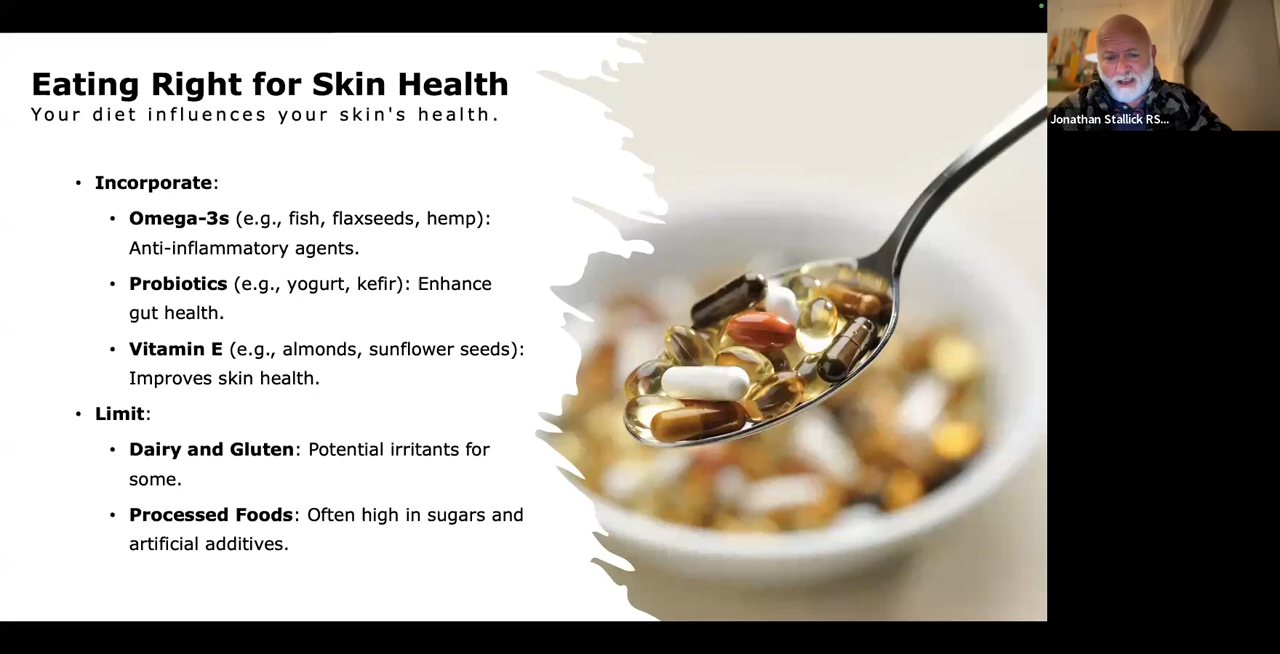 Eating Right for Skin Health
Your diet influences your skin's health.
• Incorporate:
• Omega-3s (e.g., fish, flaxseeds, hemp):
Anti-inflammatory agents.
• Probiotics (e.g., yogurt, kefir): Enhance
gut health.
• Vitamin E (e.g., almonds, sunflower seeds):
Improves skin health.
• Limit:
• Dairy and Gluten: Potential irritants for
some.
• Processed Foods: Often high in sugars and
artificial additives.
Jonathan Stallick RS...